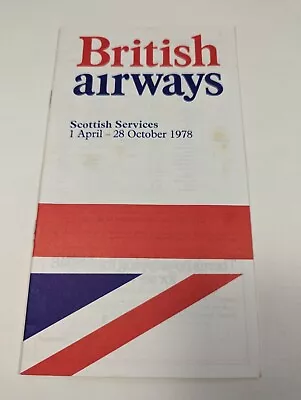 British
airways
Scottish Services
1 April - 28 October 1978